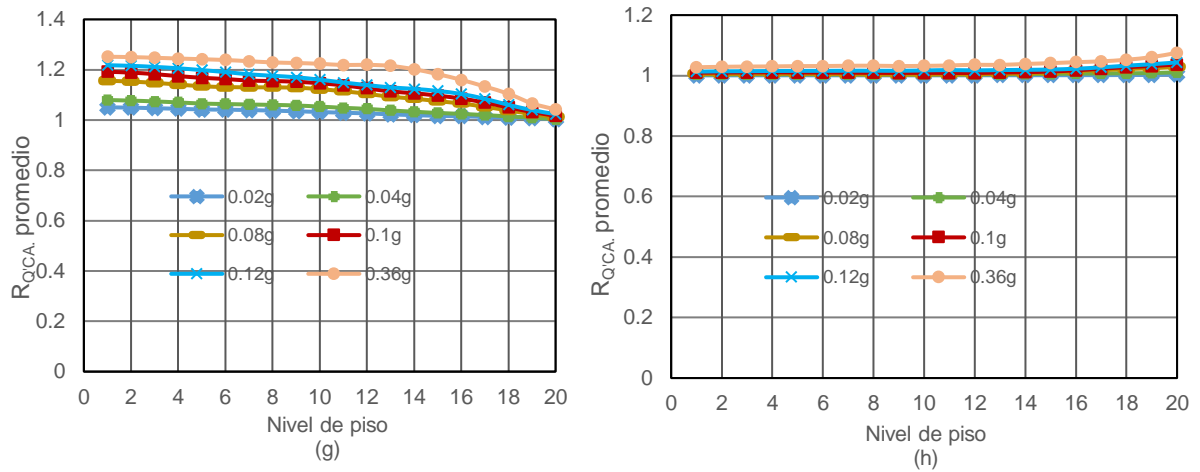 1.4
1.2
1
0.8
0.6
0.4
0.2
0
R_Q'CA. promedio
0.02g 0.04g
0.08g 0.1g
0.12g 0.36g
0 2 4 6 8 10 12 14 16 18 20
Nivel de piso
(g)
1.2
1.0
0.8
0.6
0.4
0.2
0
R_Q'CA. promedio
0.02g 0.04g
0.08g 0.1g
0.12g 0.36g
0 2 4 6 8 10 12 14 16 18 20
Nivel de piso
(h)